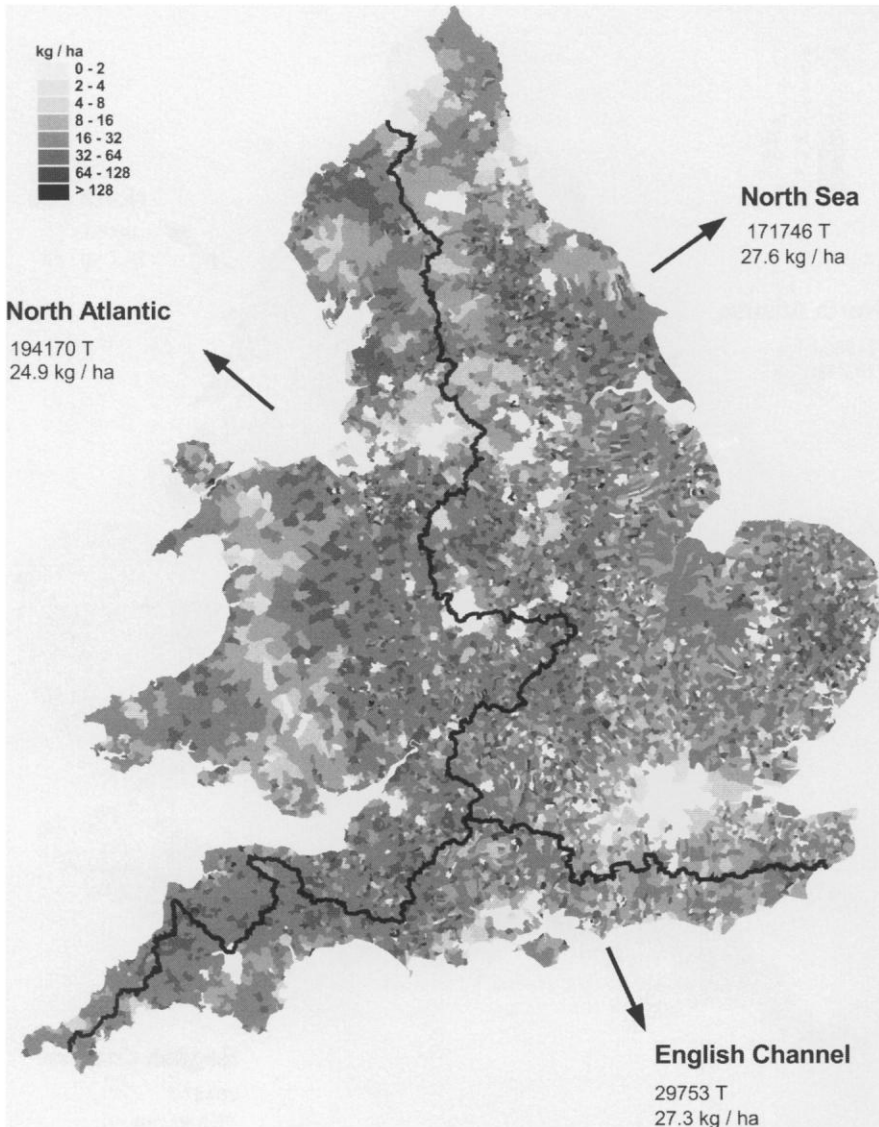 kg / ha
0 - 2
2 - 4
4 - 8
8 - 16
16 - 32
32 - 64
64 - 128
> 128
North Sea
171746 T
27.6 kg / ha
North Atlantic
194170 T
24.9 kg / ha
English Channel
29753 T
27.3 kg / ha